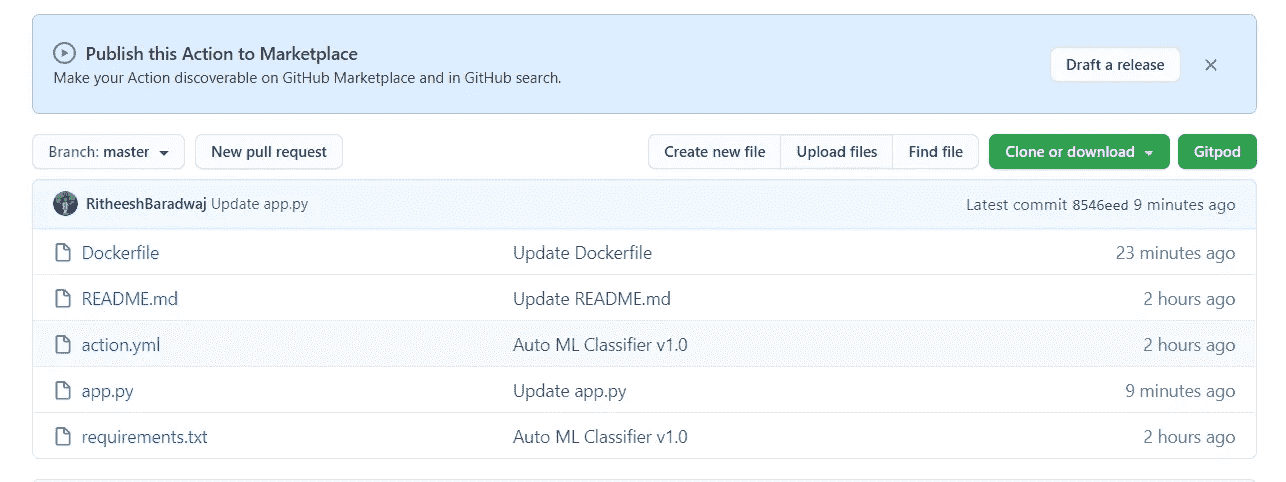 Publish this Action to Marketplace
Make your Action discoverable on GitHub Marketplace and in GitHub search.
Draft a release
Branch: master New pull request Create new file Upload files Find file Clone or download Gitpod
RitheeshBaradwaj Update app.py Latest commit 8546eed 9 minutes ago
Dockerfile Update Dockerfile 23 minutes ago
README.md Update README.md 2 hours ago
action.yml Auto ML Classifier v1.0 2 hours ago
app.py Update app.py 9 minutes ago
requirements.txt Auto ML Classifier v1.0 2 hours ago